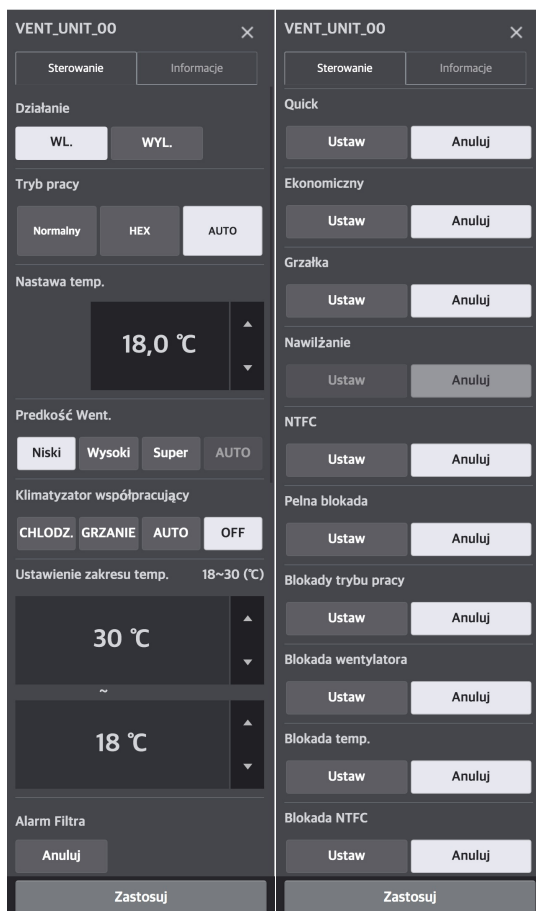 VENT_UNIT_00 ×
Sterowanie Informacje
Działanie
WL. WYL.
Tryb pracy
Normalny HEX AUTO
Nastawa temp.
18,0 ℃
Predkość Went.
Niski Wysoki Super AUTO
Klimatyzator współpracujący
CHLODZ. GRZANIE AUTO OFF
Ustawienie zakresu temp. 18~30 (℃)
30 ℃
~
18 ℃
Alarm Filtra
Anuluj
Zastosuj
VENT_UNIT_00 ×
Sterowanie Informacje
Quick
Ustaw Anuluj
Ekonomiczny
Ustaw Anuluj
Grzałka
Ustaw Anuluj
Nawilżanie
Ustaw Anuluj
NTFC
Ustaw Anuluj
Pelna blokada
Ustaw Anuluj
Blokady trybu pracy
Ustaw Anuluj
Blokada wentylatora
Ustaw Anuluj
Blokada temp.
Ustaw Anuluj
Blokada NTFC
Ustaw Anuluj
Zastosuj